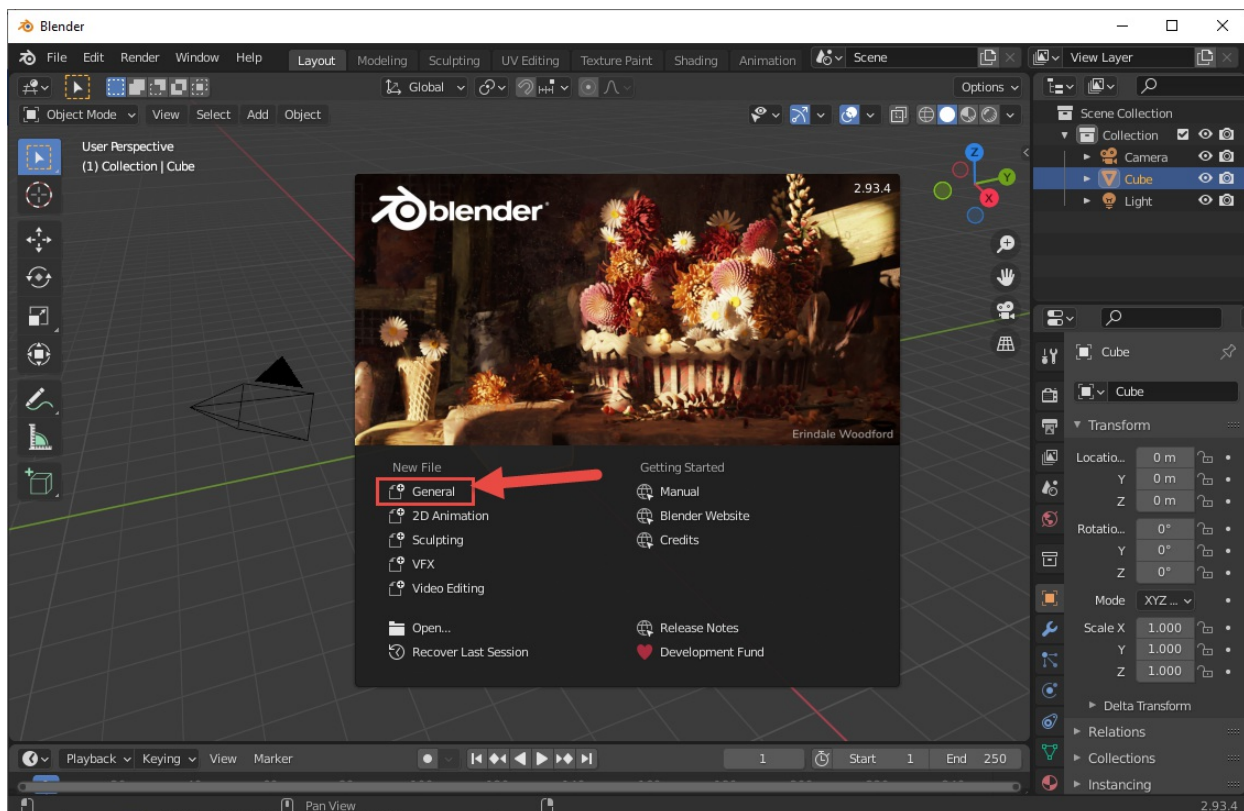 Blender
File Edit Render Window Help Layout Modeling Sculpting UV Editing Texture Paint Shading Animation Scene View Layer
Global Options
Object Mode View Select Add Object
User Perspective
(1) Collection | Cube
Z
Y
X
Scene Collection
Collection
Camera
Cube
Light
blender
2.93.4
Erindale Woodford
New File
General
2D Animation
Sculpting
VFX
Video Editing
Open...
Recover Last Session
Getting Started
Manual
Blender Website
Credits
Release Notes
Development Fund
Cube
Cube
Transform
Locatio... 0 m
Y 0 m
Z 0 m
Rotatio... 0°
Y 0°
Z 0°
Mode XYZ ...
Scale X 1.000
Y 1.000
Z 1.000
Delta Transform
Relations
Collections
Instancing
Playback Keying View Marker 1 Start 1 End 250
Pan View 2.93.4